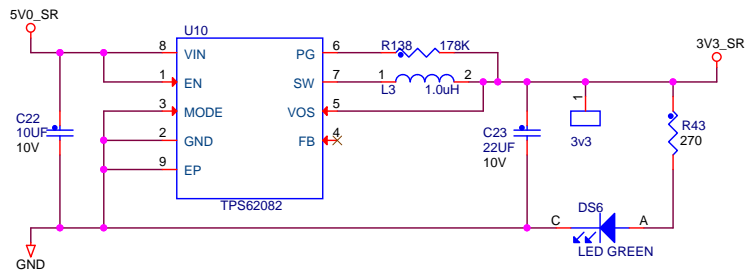 5V0_SR
U10
3V3_SR
8 VIN PG 6 R138 178K
1 EN SW 7 1 L3 1.0uH 2
3 MODE VOS 5
C22
10UF
10V
2 GND FB 4
9 EP
TPS62082
C23
22UF
10V
1
3v3
R43
270
DS6
C A
LED GREEN
GND